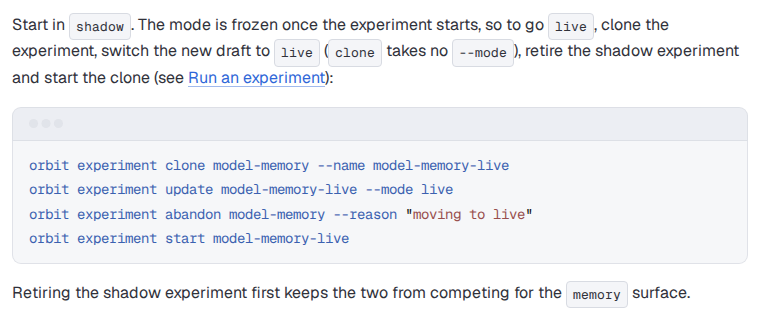 Start in shadow. The mode is frozen once the experiment starts, so to go live, clone the
experiment, switch the new draft to live (clone takes no --mode), retire the shadow experiment
and start the clone (see Run an experiment):
orbit experiment clone model-memory --name model-memory-live
orbit experiment update model-memory-live --mode live
orbit experiment abandon model-memory --reason "moving to live"
orbit experiment start model-memory-live
Retiring the shadow experiment first keeps the two from competing for the memory surface.